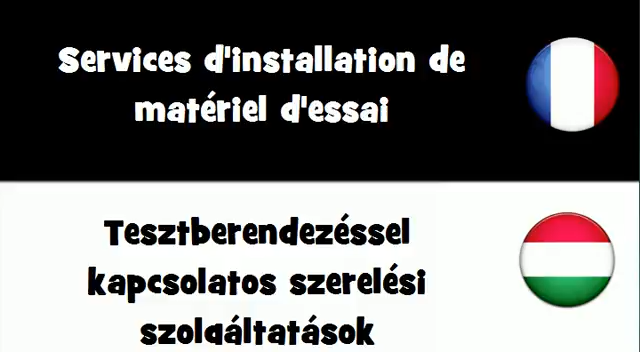 Services d'installation de
matériel d'essai
Tesztberendezéssel
kapcsolatos szerelési
szolgáltatások